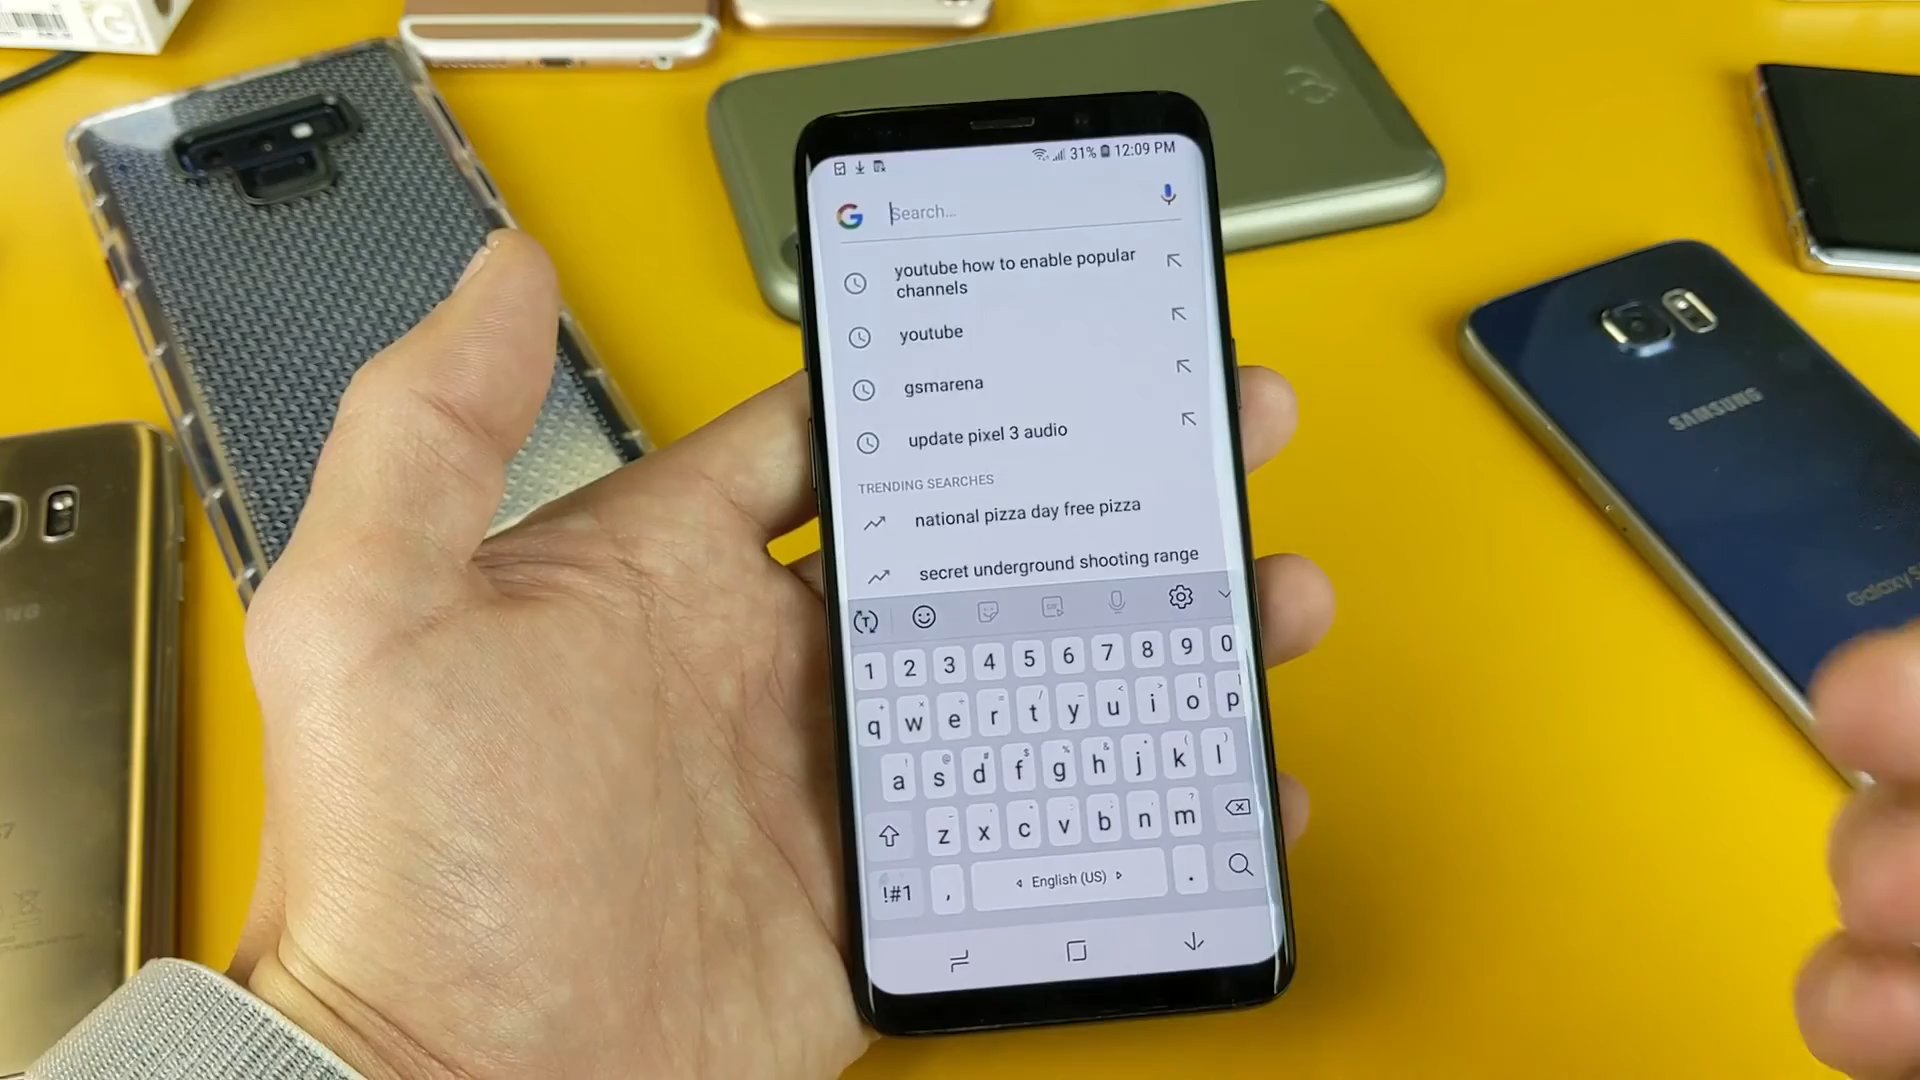 31% 12:09 PM
G Search...
youtube how to enable popular
channels
youtube
gsmarena
update pixel 3 audio
TRENDING SEARCHES
national pizza day free pizza
secret underground shooting range
1 2 3 4 5 6 7 8 9 0
q w e r t y u i o p
a s d f g h j k l
z x c v b n m
!#1 , English (US) .
SAMSUNG
Galaxy S
NG
G